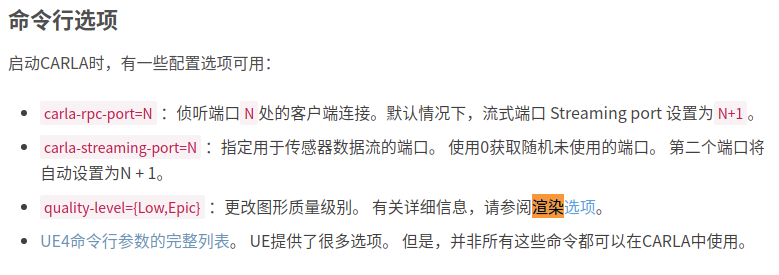 命令行选项
启动CARLA时，有一些配置选项可用：
carla-rpc-port=N ：侦听端口 N 处的客户端连接。默认情况下，流式端口 Streaming port 设置为 N+1 。
carla-streaming-port=N ：指定用于传感器数据流的端口。 使用0获取随机未使用的端口。 第二个端口将
自动设置为N + 1。
quality-level={Low,Epic} ：更改图形质量级别。 有关详细信息，请参阅渲染选项。
UE4命令行参数的完整列表。 UE提供了很多选项。 但是，并非所有这些命令都可以在CARLA中使用。